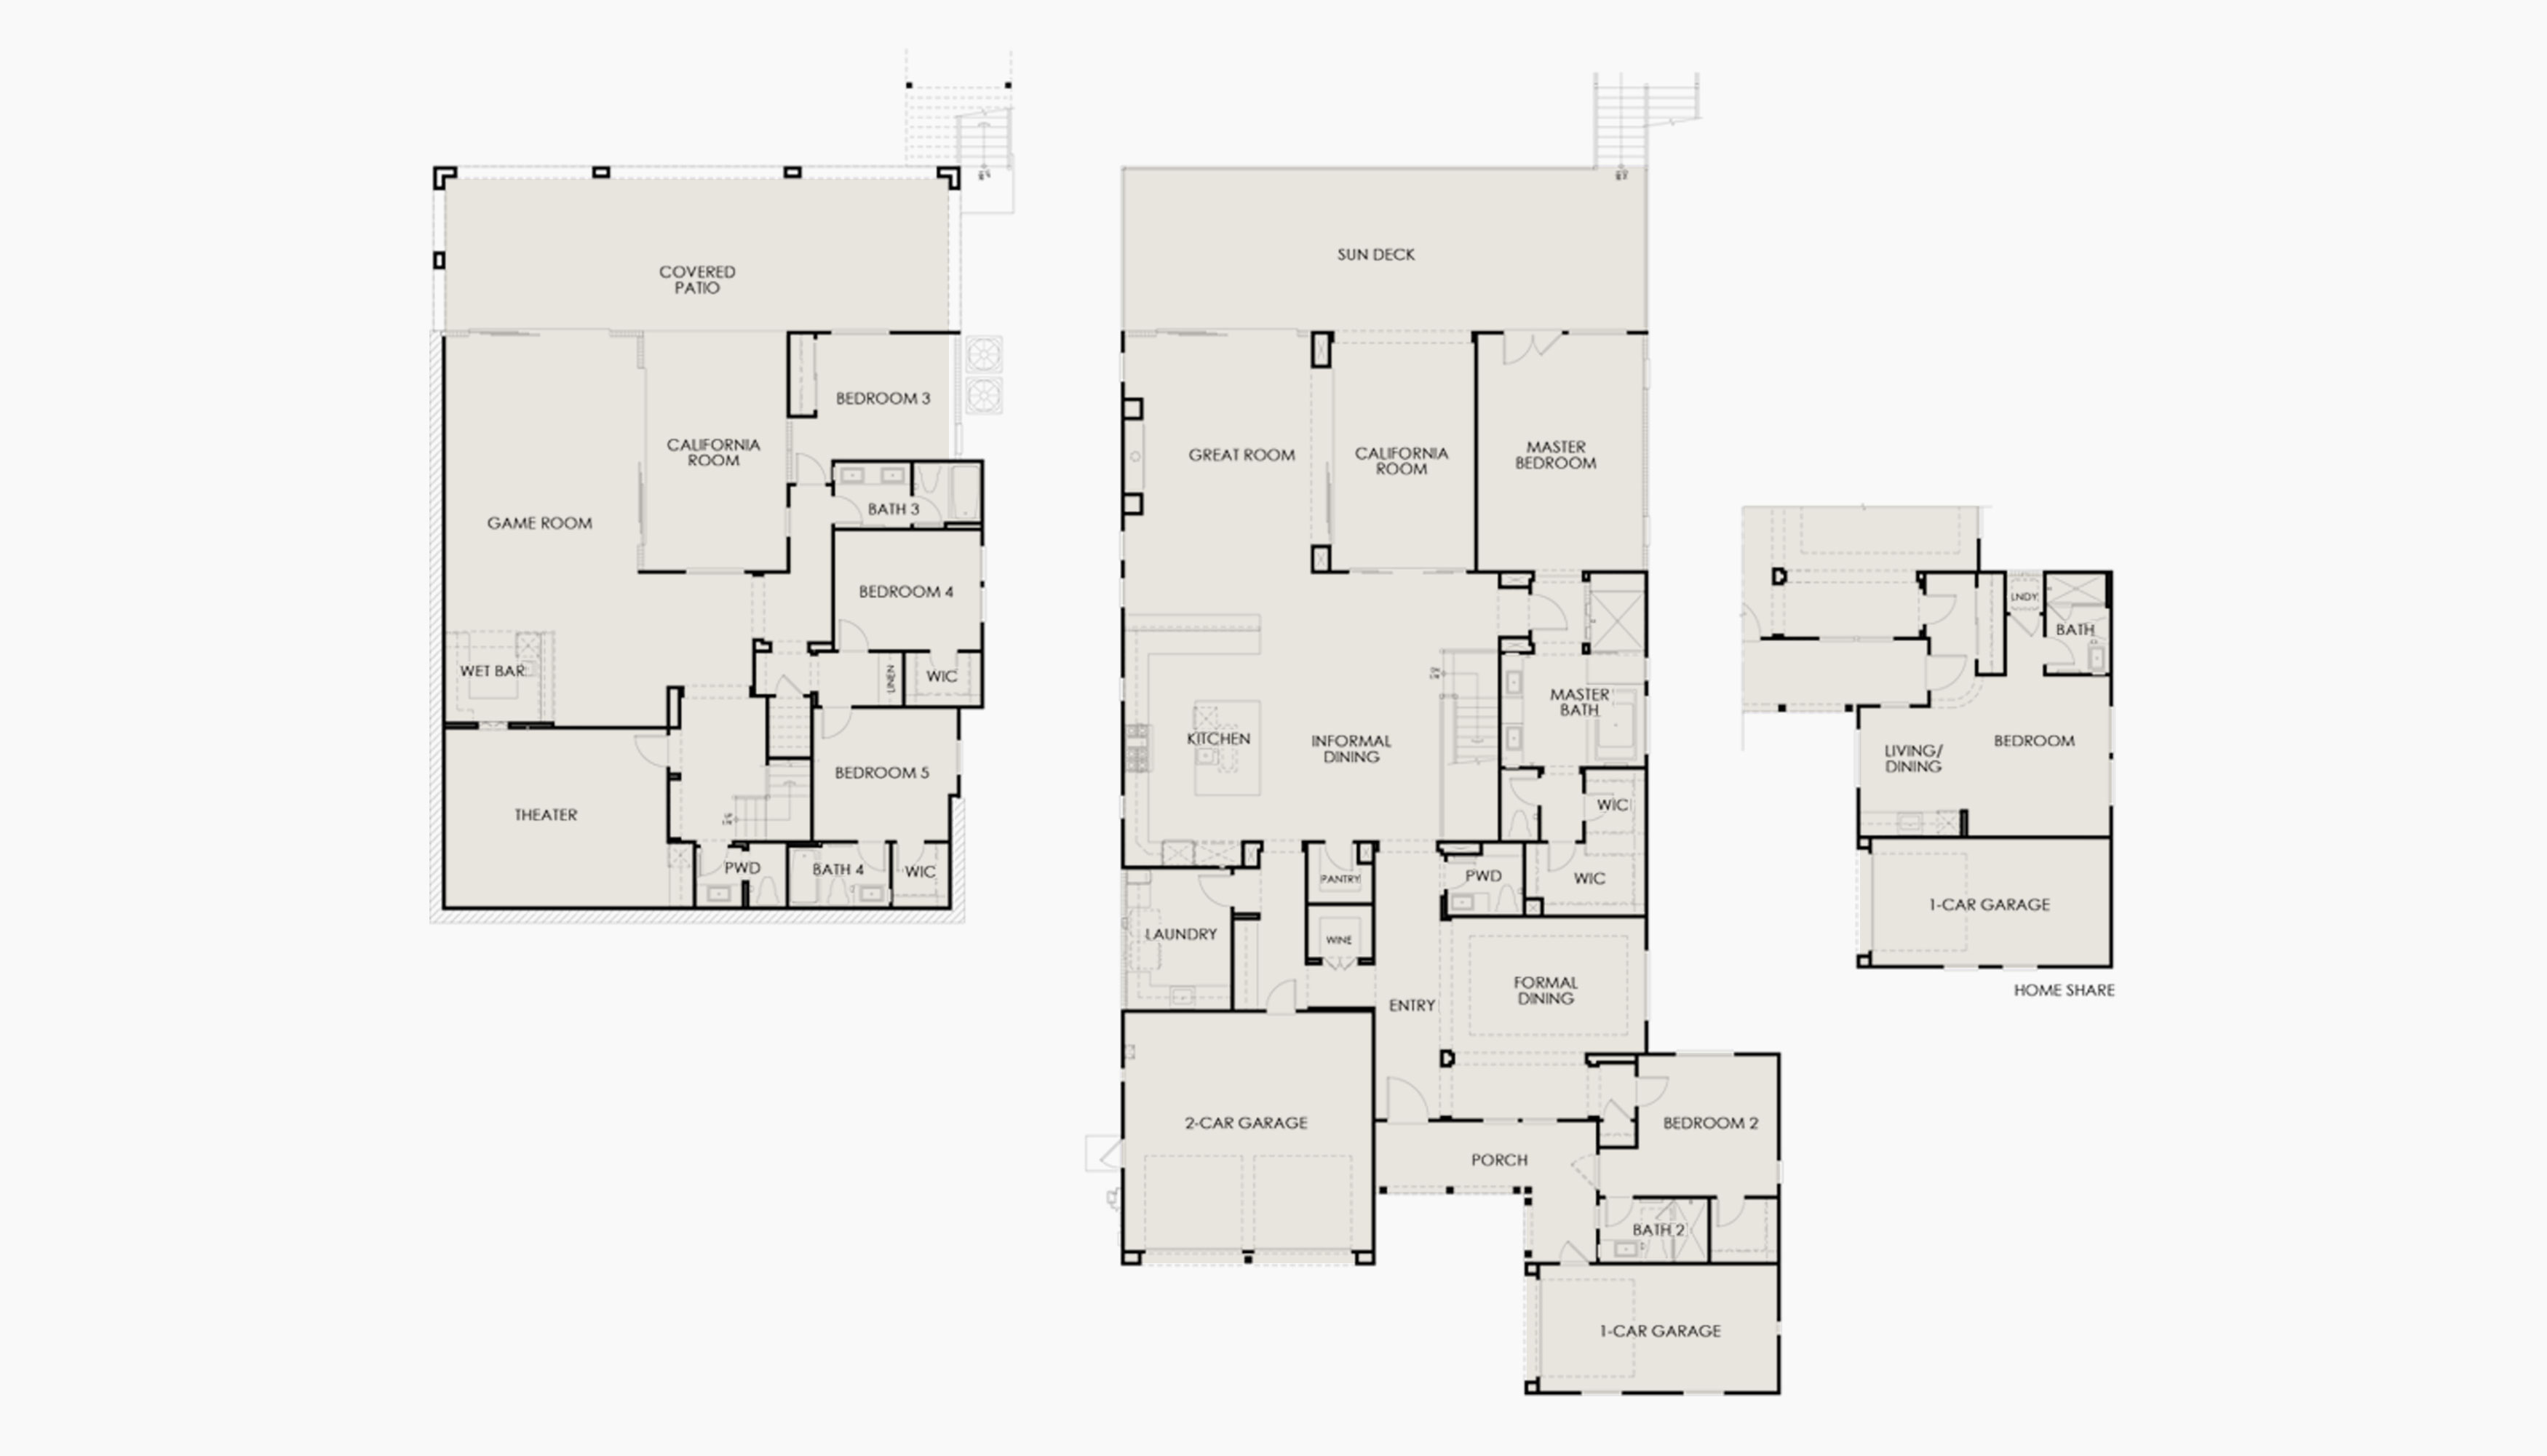 COVERED
PATIO
BEDROOM 3
CALIFORNIA
ROOM
BATH 3
GAME ROOM
BEDROOM 4
WET BAR
LINEN
WIC
BEDROOM 5
THEATER
PWD
BATH 4
WIC
SUN DECK
GREAT ROOM
CALIFORNIA
ROOM
MASTER
BEDROOM
MASTER
BATH
KITCHEN
INFORMAL
DINING
WIC
PANTRY
PWD
WIC
LAUNDRY
WINE
FORMAL
DINING
ENTRY
2-CAR GARAGE
BEDROOM 2
PORCH
BATH 2
1-CAR GARAGE
LNDY
BATH
LIVING/
DINING
BEDROOM
1-CAR GARAGE
HOME SHARE